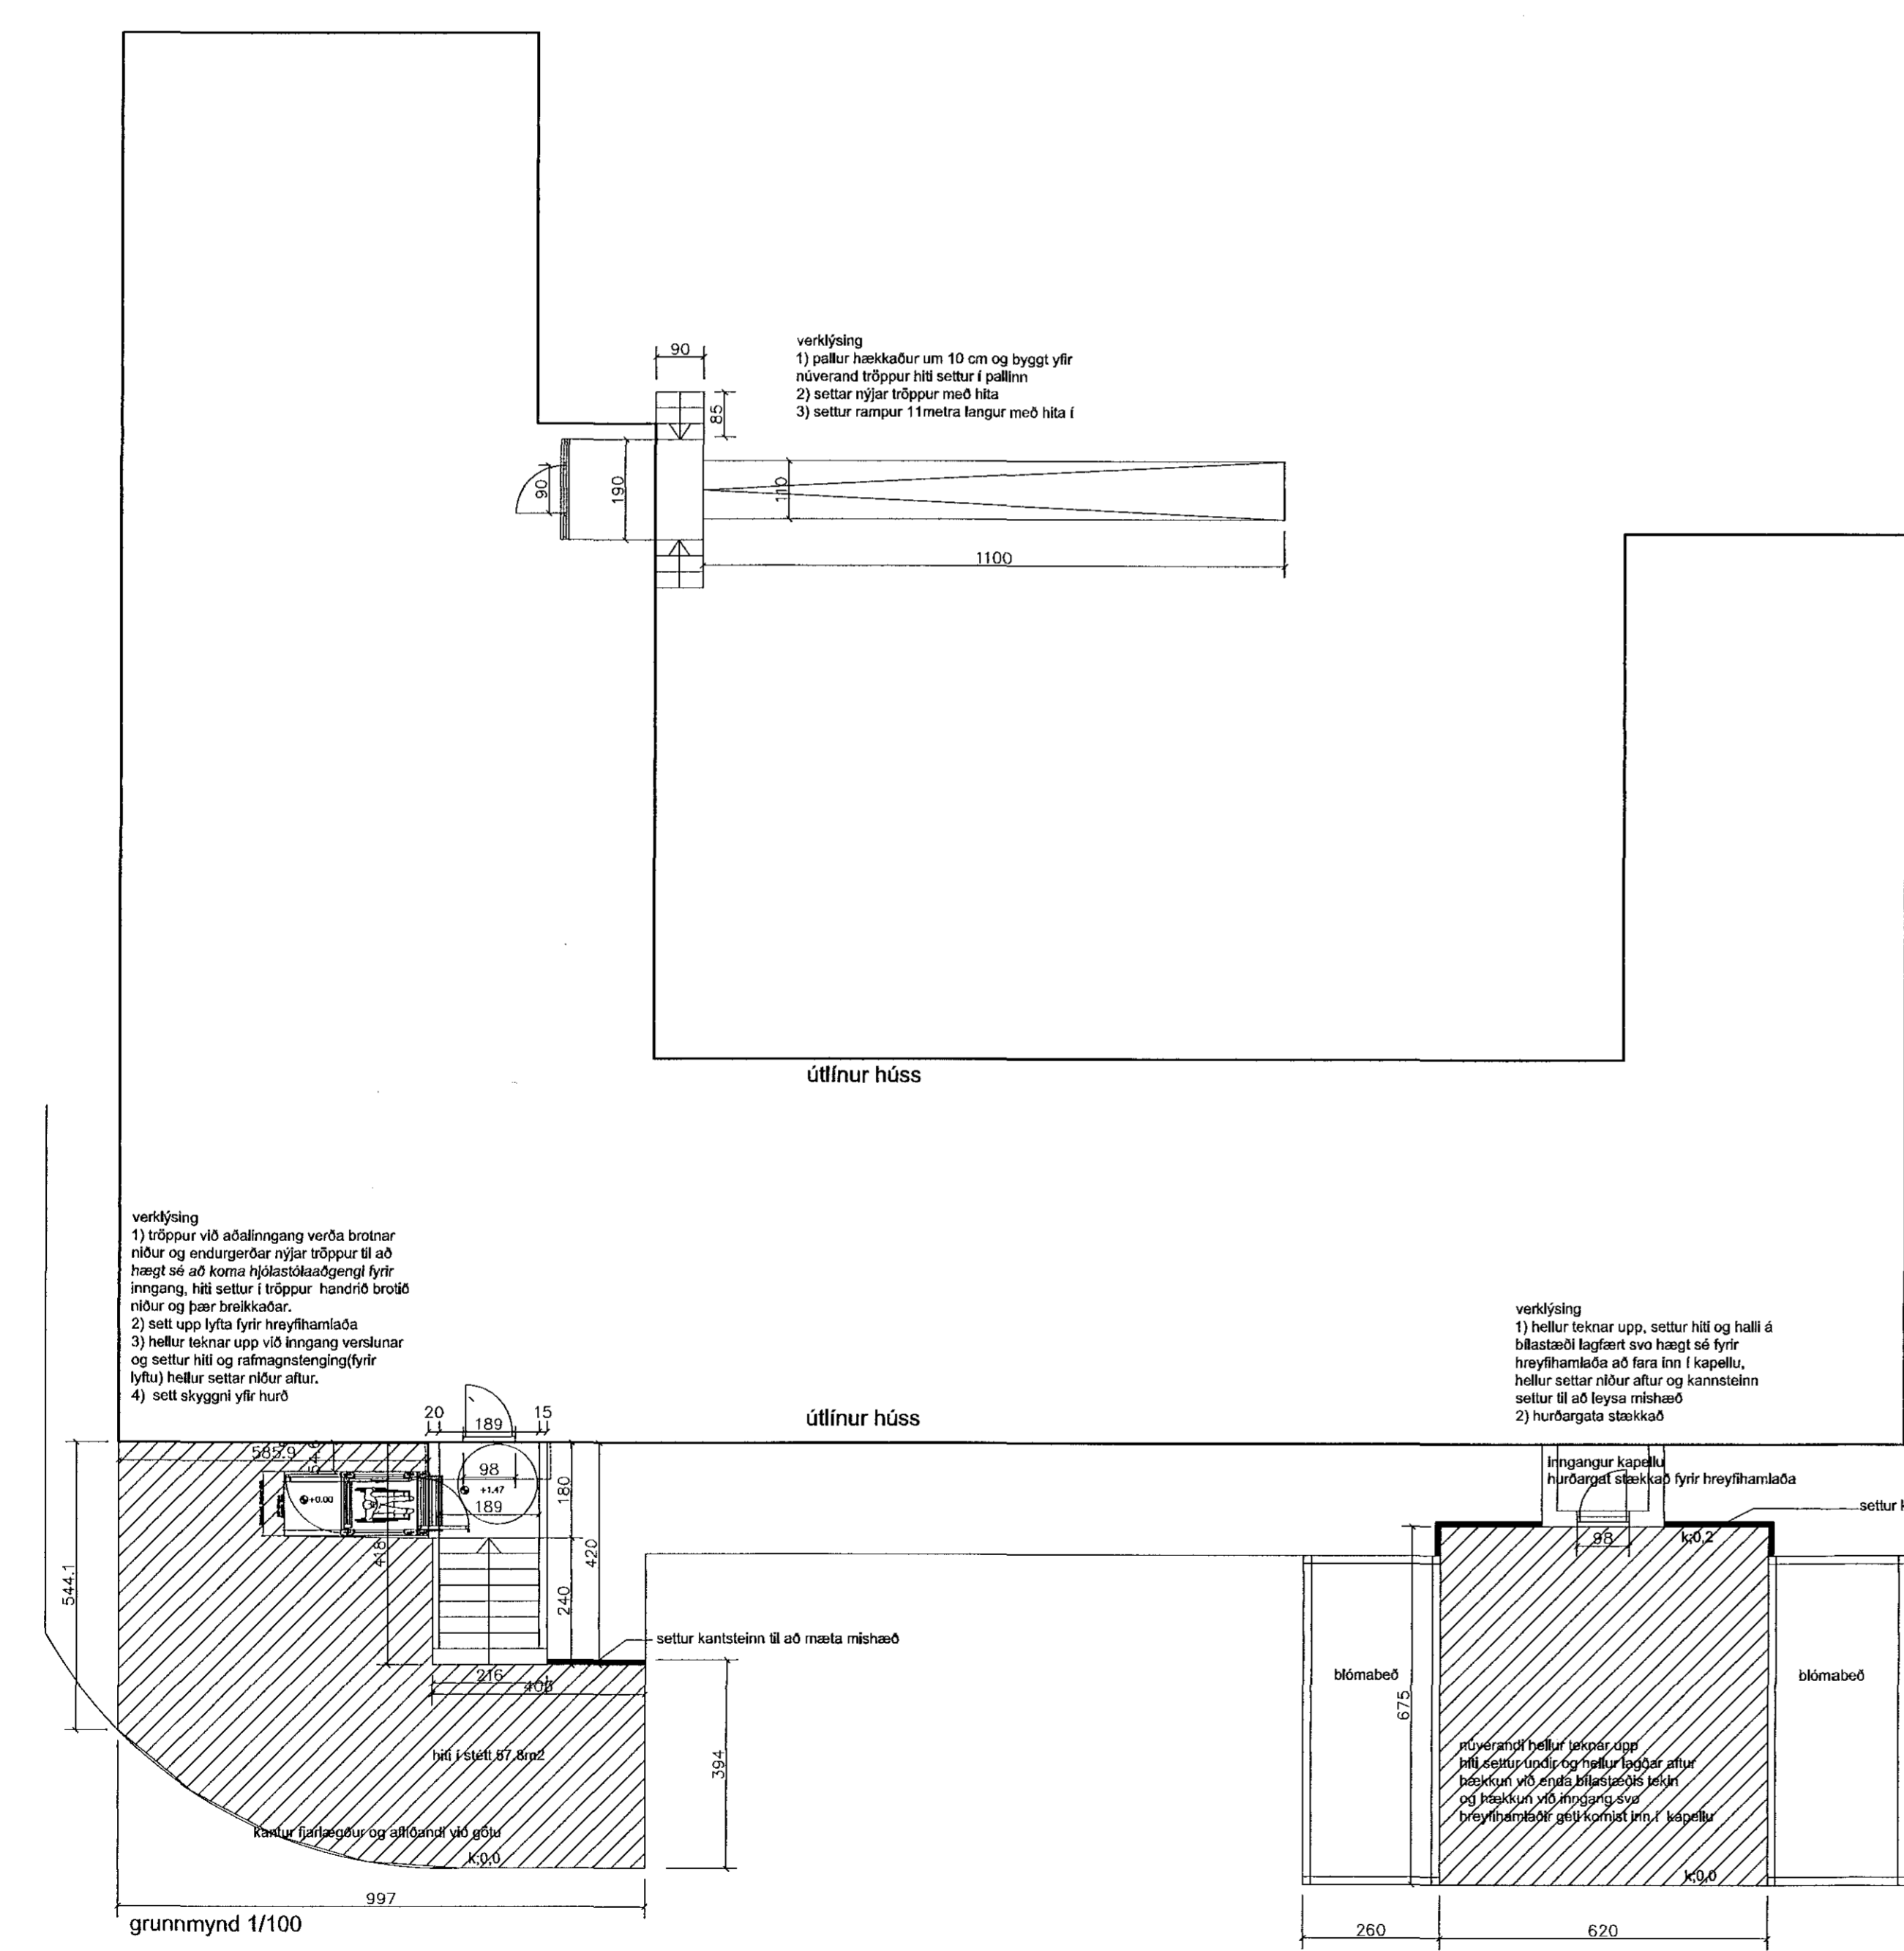 90
verklýsing
1) pallur hækkaður um 10 cm og byggt yfir
núverand tröppur hiti settur í pallinn
2) settar nýjar tröppur með hita
3) settur rampur 11metra langur með hita í
85
90
190
110
1100
útlínur húss
verklýsing
1) tröppur við aðalinngang verða brotnar
niður og endurgerðar nýjar tröppur til að
hægt sé að koma hjólastólaaðgengi fyrir
inngang, hiti settur í tröppur handrið brotið
niður og þær breikkaðar.
2) sett upp lyfta fyrir hreyfihamlaða
3) hellur teknar upp við inngang verslunar
og settur hiti og rafmagnstenging(fyrir
lyftu) hellur settar niður aftur.
4) sett skyggni yfir hurð
verklýsing
1) hellur teknar upp, settur hiti og halli á
bílastæði lagfært svo hægt sé fyrir
hreyfihamlaða að fara inn í kapellu,
hellur settar niður aftur og kannsteinn
settur til að leysa mishæð
2) hurðargata stækkað
útlínur húss
20
189
15
585.9
54.6
98
+1.47
189
+0.00
180
418
420
240
544.1
inngangur kapellu
hurðargat stækkað fyrir hreyfihamlaða
settur k
98
k;0,2
settur kantsteinn til að mæta mishæð
216
405
394
hiti í stétt 57,8m2
kantur fjarlægður og aflíðandi við götu
k;0,0
997
grunnmynd 1/100
blómabeð
675
núverandi hellur teknar upp
hiti settur undir og hellur lagðar aftur
hækkun við enda bílastæðis tekin
og hækkun við inngang svo
hreyfihamlaðir geti komist inn í kapellu
k;0,0
blómabeð
260
620